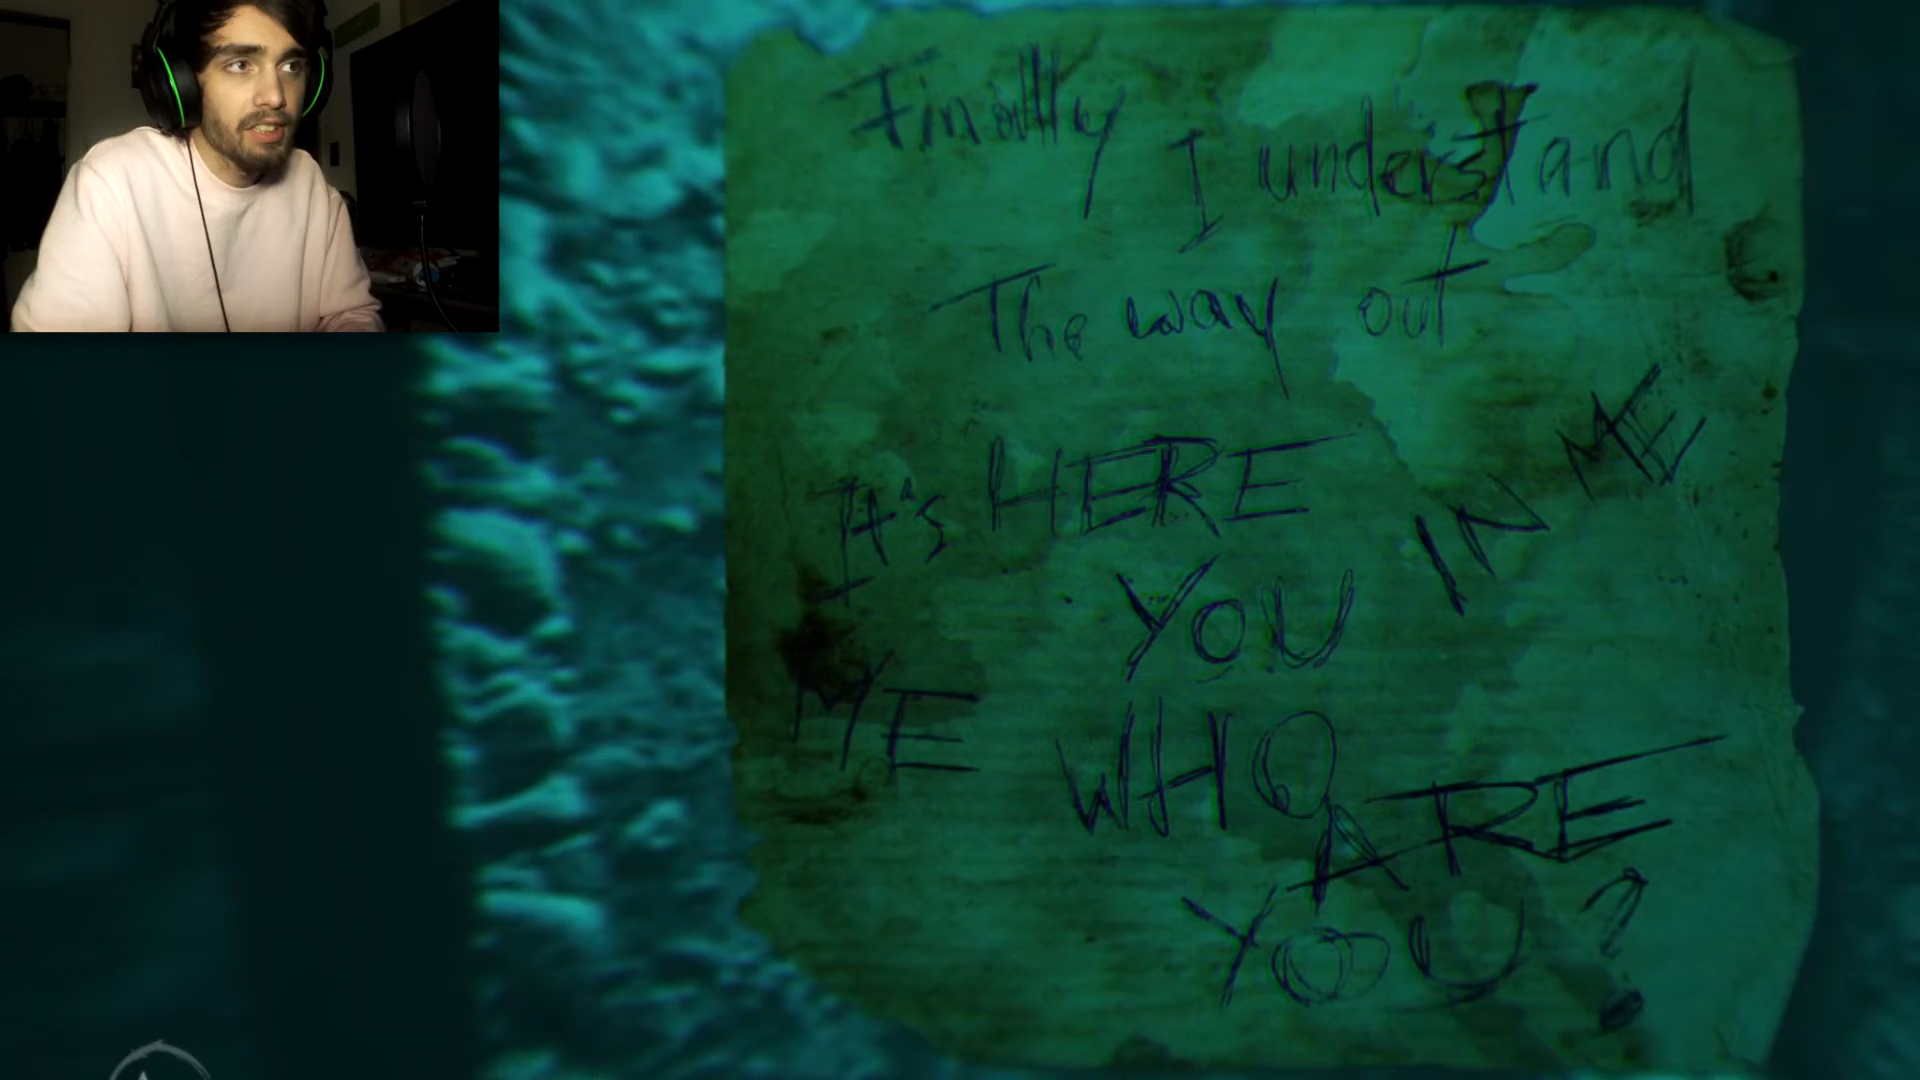 Finally
I understand
The way out
It's HERE
IN ME
YOU
ME
WHO
ARE
YOU?